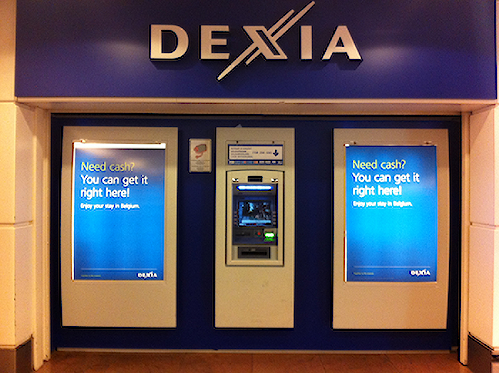 DEXIA
Need cash?
You can get it
right here!
Enjoy your stay in Belgium.
DEXIA
Need cash?
You can get it
right here!
Enjoy your stay in Belgium.
DEXIA